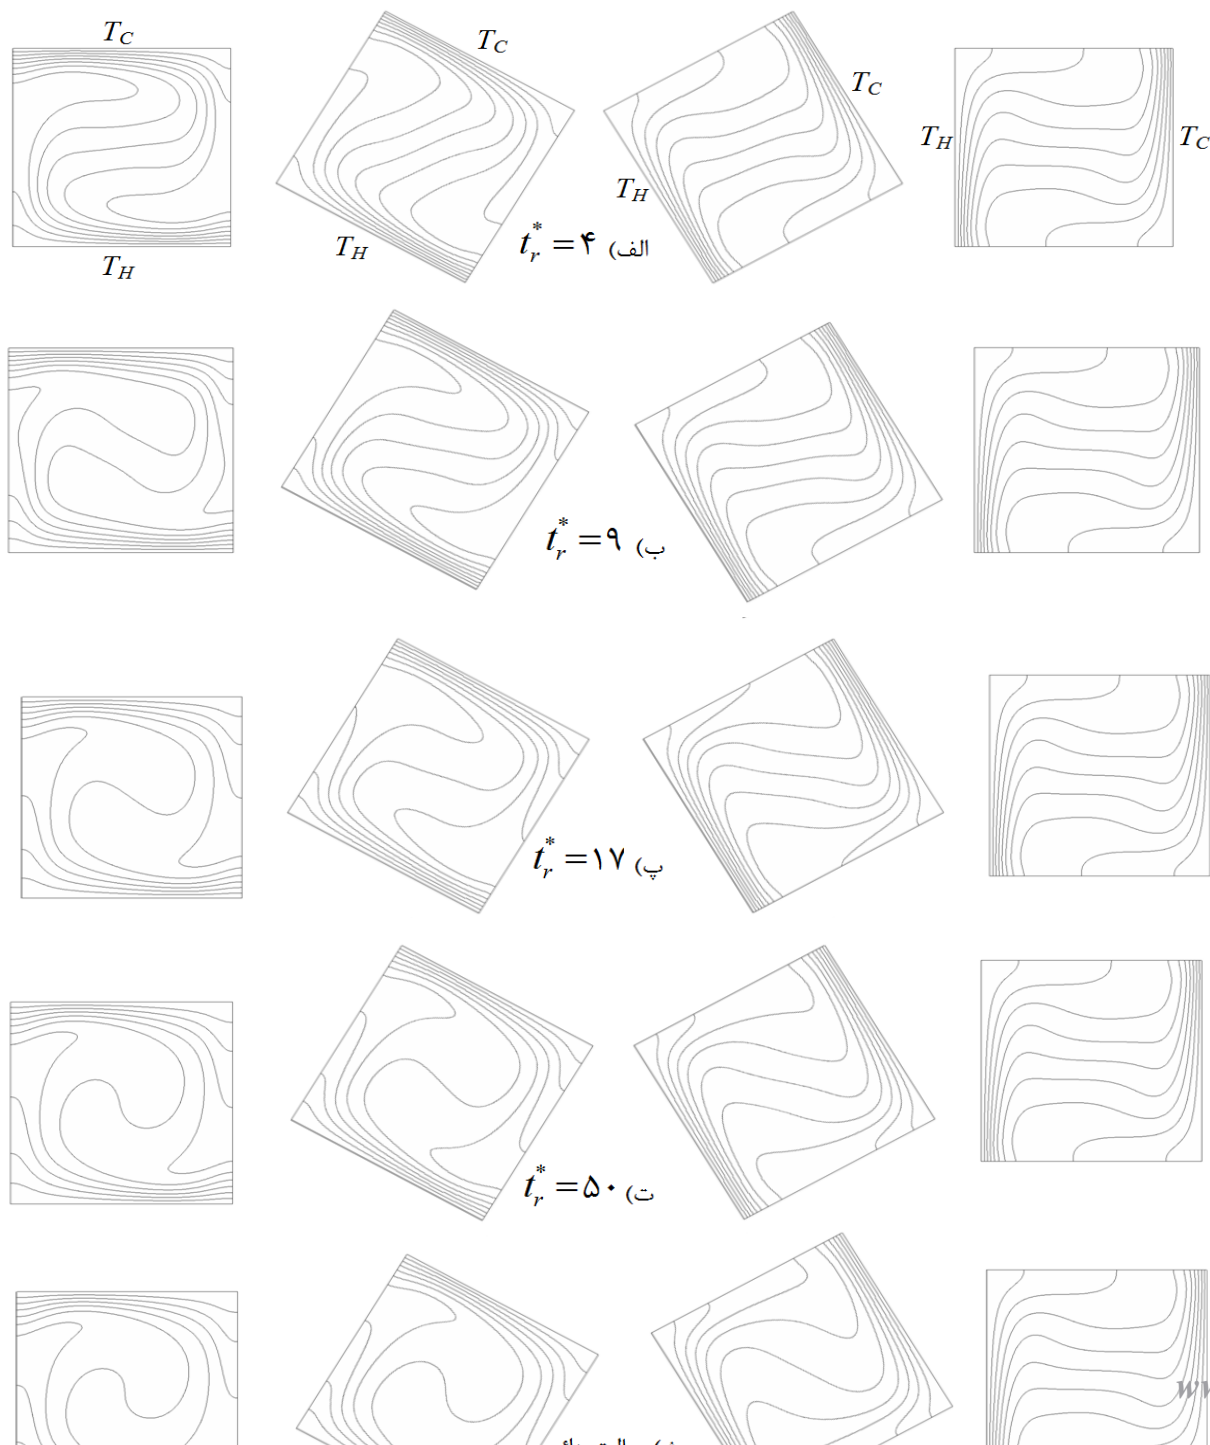 T_C
T_C
T_C
T_H
T_C
T_H
T_H
T_H
الف) t_r^* = ۴
ب) t_r^* = ۹
پ) t_r^* = ۱۷
ت) t_r^* = ۵۰